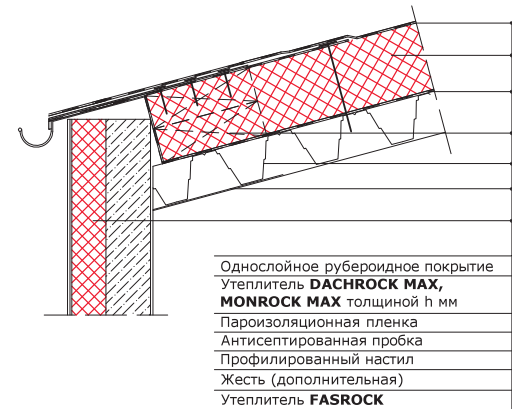 Однослойное рубероидное покрытие
Утеплитель DACHROCK MAX,
MONROCK MAX толщиной h мм
Пароизоляционная пленка
Антисептированная пробка
Профилированный настил
Жесть (дополнительная)
Утеплитель FASROCK